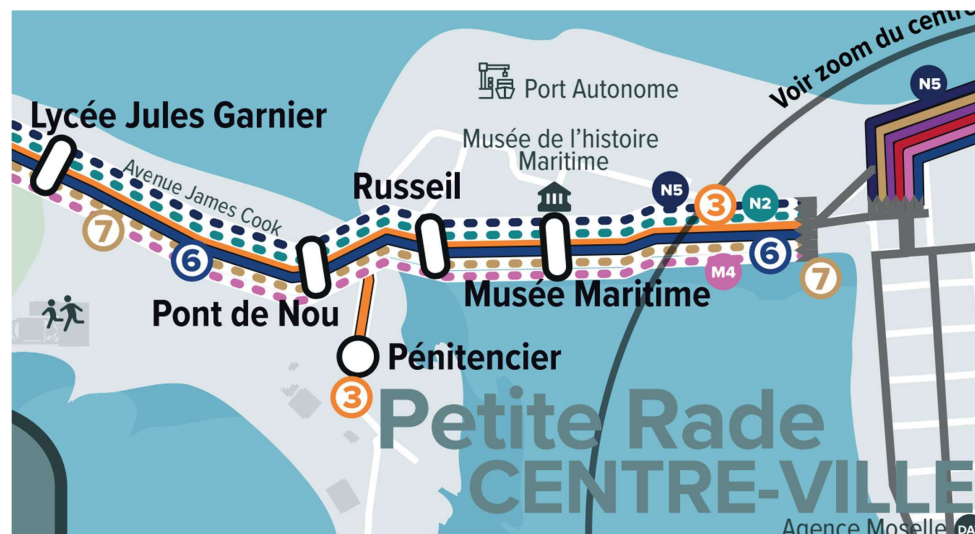 Voir zoom du centre
N5
Port Autonome
Lycée Jules Garnier
Musée de l'histoire
Maritime
Avenue James Cook
Russeil
N5
3
N2
7
6
6
M4
7
Pont de Nou
Musée Maritime
Pénitencier
3
Petite Rade
CENTRE-VILLE
Agence Moselle
DA